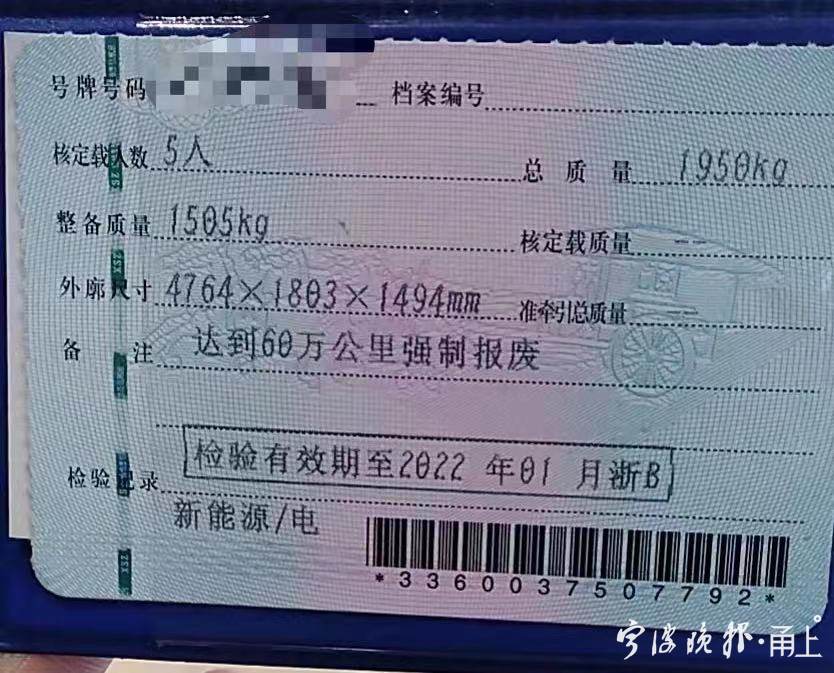 号牌号码 档案编号
核定载人数 5人 总质量 1950kg
整备质量 1505kg 核定载质量 --
外廓尺寸 4764×1803×1494mm 准牵引总质量
备注 达到60万公里强制报废
检验记录 检验有效期至2022年01月浙B
新能源/电
*3360037507792*
宁波晚报·甬上